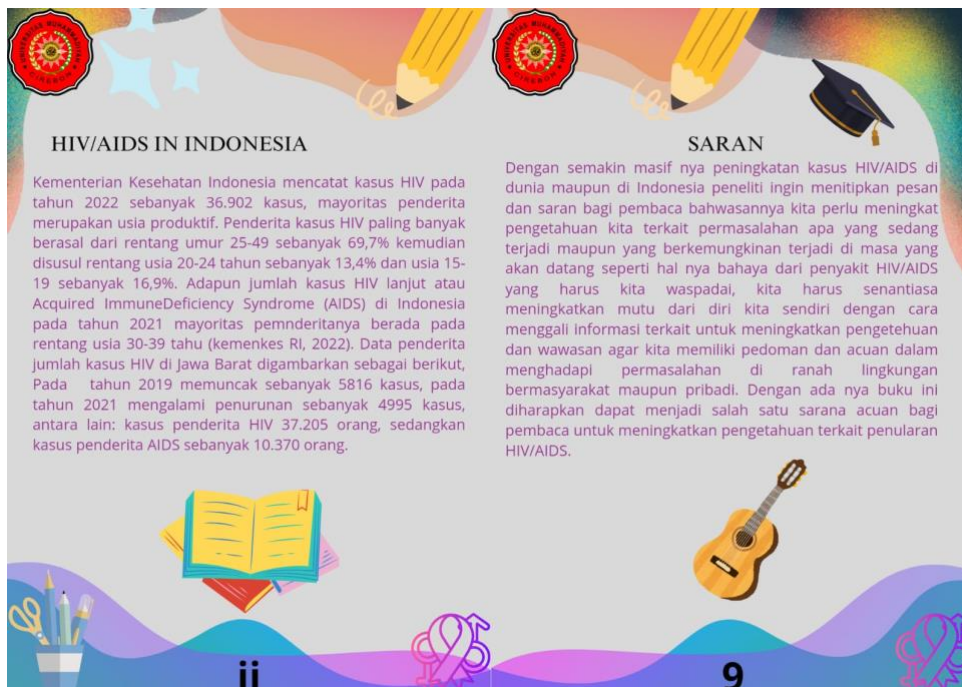 UNIVERSITAS MUHAMMADIYAH
CIREBON
HIV/AIDS IN INDONESIA
Kementerian Kesehatan Indonesia mencatat kasus HIV pada
tahun 2022 sebanyak 36.902 kasus, mayoritas penderita
merupakan usia produktif. Penderita kasus HIV paling banyak
berasal dari rentang umur 25-49 sebanyak 69,7% kemudian
disusul rentang usia 20-24 tahun sebanyak 13,4% dan usia 15-
19 sebanyak 16,9%. Adapun jumlah kasus HIV lanjut atau
Acquired ImmuneDeficiency Syndrome (AIDS) di Indonesia
pada tahun 2021 mayoritas pemnderitanya berada pada
rentang usia 30-39 tahu (kemenkes RI, 2022). Data penderita
jumlah kasus HIV di Jawa Barat digambarkan sebagai berikut,
Pada tahun 2019 memuncak sebanyak 5816 kasus, pada
tahun 2021 mengalami penurunan sebanyak 4995 kasus,
antara lain: kasus penderita HIV 37.205 orang, sedangkan
kasus penderita AIDS sebanyak 10.370 orang.
ii
UNIVERSITAS MUHAMMADIYAH
CIREBON
SARAN
Dengan semakin masif nya peningkatan kasus HIV/AIDS di
dunia maupun di Indonesia peneliti ingin menitipkan pesan
dan saran bagi pembaca bahwasannya kita perlu meningkat
pengetahuan kita terkait permasalahan apa yang sedang
terjadi maupun yang berkemungkinan terjadi di masa yang
akan datang seperti hal nya bahaya dari penyakit HIV/AIDS
yang harus kita waspadai, kita harus senantiasa
meningkatkan mutu dari diri kita sendiri dengan cara
menggali informasi terkait untuk meningkatkan pengetehuan
dan wawasan agar kita memiliki pedoman dan acuan dalam
menghadapi permasalahan di ranah lingkungan
bermasyarakat maupun pribadi. Dengan ada nya buku ini
diharapkan dapat menjadi salah satu sarana acuan bagi
pembaca untuk meningkatkan pengetahuan terkait penularan
HIV/AIDS.
9